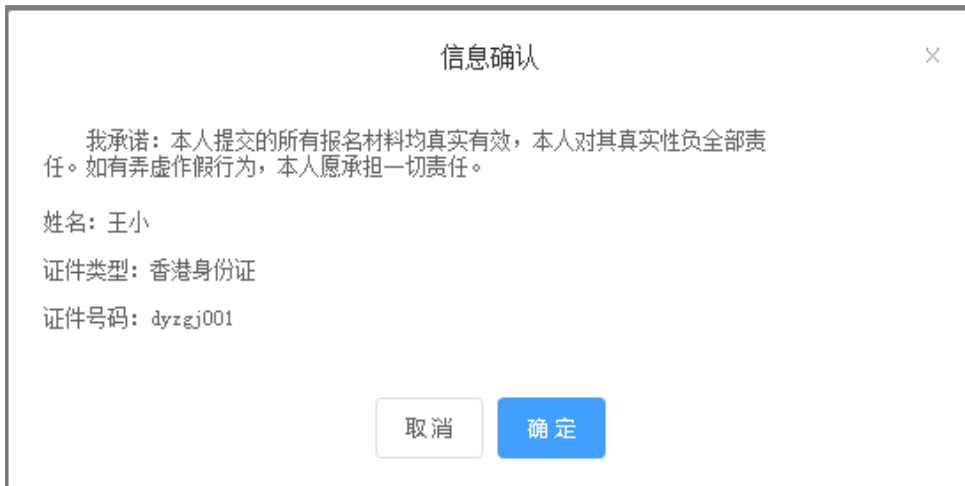 信息确认
我承诺：本人提交的所有报名材料均真实有效，本人对其真实性负全部责
任。如有弄虚作假行为，本人愿承担一切责任。
姓名：王小
证件类型：香港身份证
证件号码：dyzgj001
取消
确定